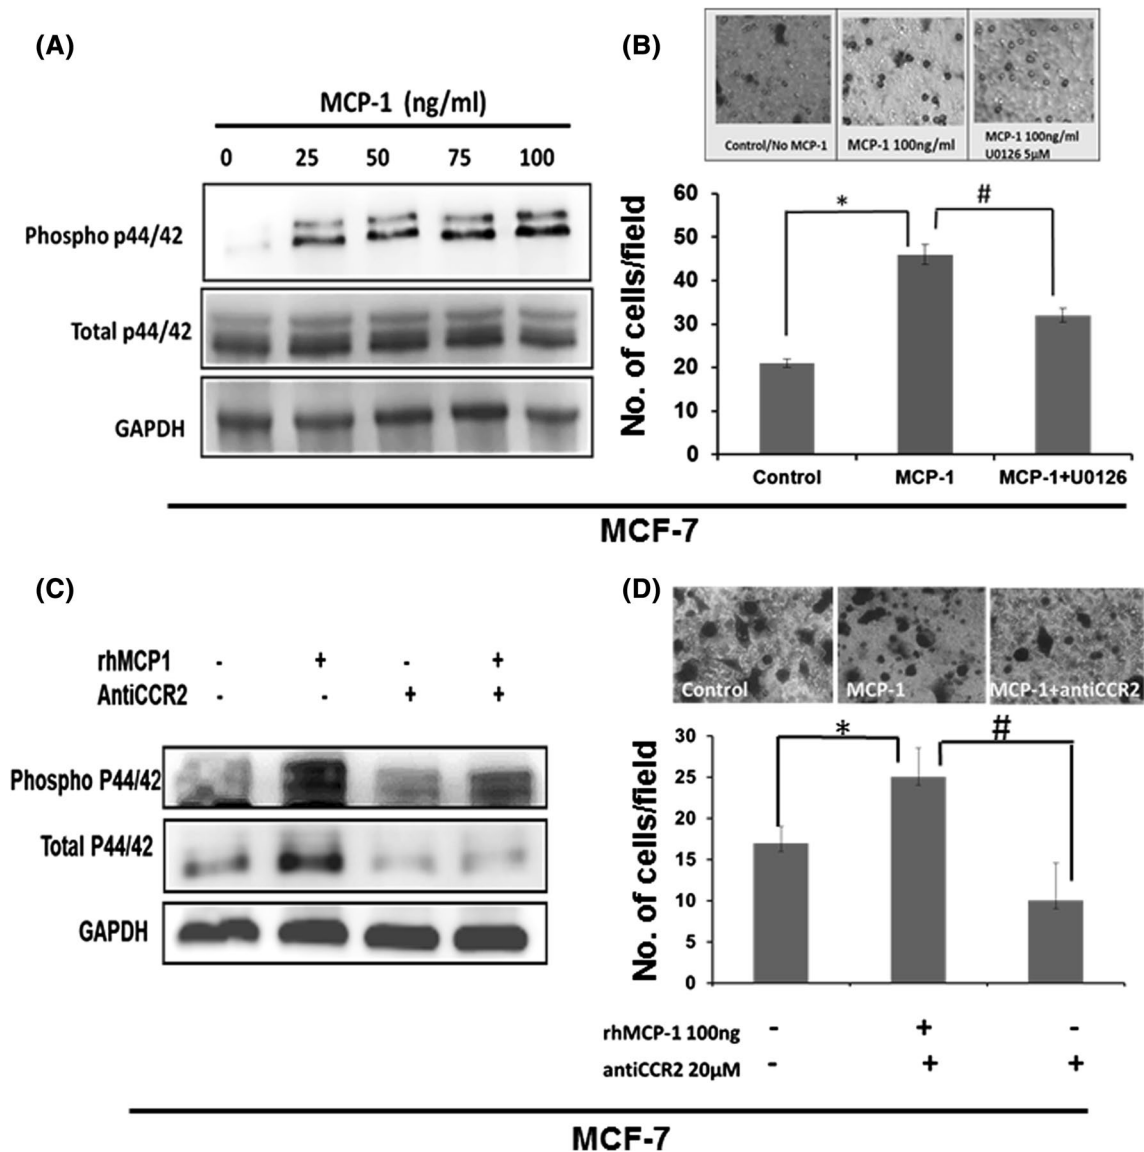 (A)
MCP-1 (ng/ml)
0 25 50 75 100
Phospho p44/42
Total p44/42
GAPDH
(B)
Control/No MCP-1
MCP-1 100ng/ml
MCP-1 100ng/ml
U0126 5µM
No. of cells/field
60
50
40
30
20
10
0
* #
Control MCP-1 MCP-1+U0126
MCF-7
(C)
rhMCP1 - + - +
AntiCCR2 - - + +
Phospho P44/42
Total P44/42
GAPDH
(D)
Control
MCP-1
MCP-1+antiCCR2
No. of cells/field
30
25
20
15
10
5
0
* #
rhMCP-1 100ng - + -
antiCCR2 20µM - + +
MCF-7